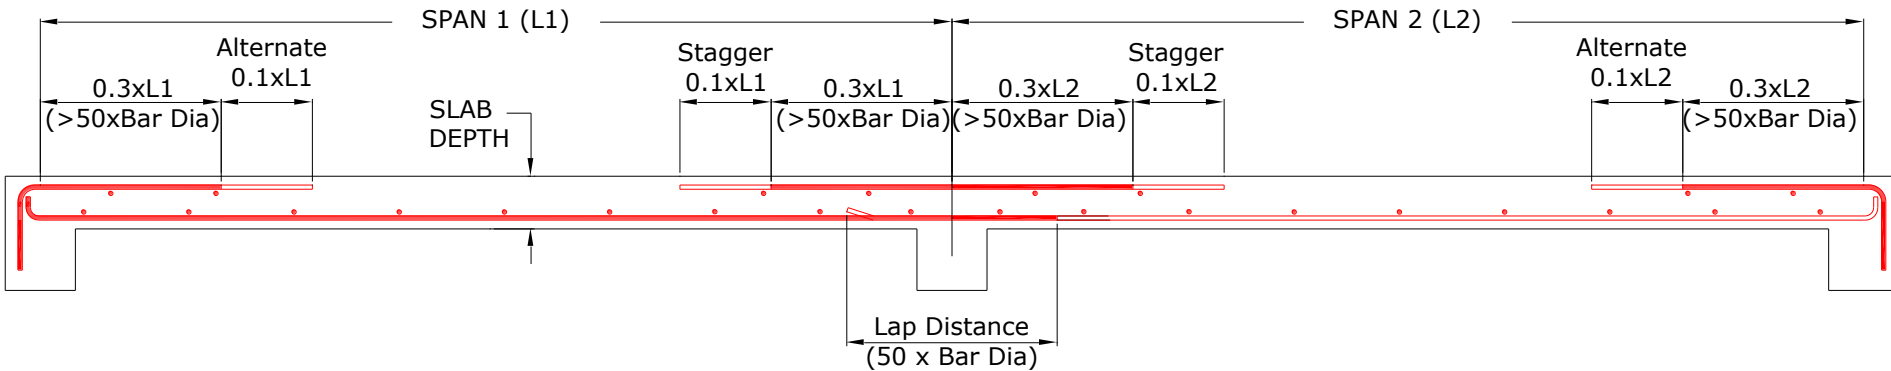 SPAN 1 (L1)
SPAN 2 (L2)
Alternate
0.1xL1
Stagger
0.1xL1
Stagger
0.1xL2
Alternate
0.1xL2
0.3xL1
(>50xBar Dia)
SLAB
DEPTH
0.3xL1
(>50xBar Dia)
0.3xL2
(>50xBar Dia)
0.3xL2
(>50xBar Dia)
Lap Distance
(50 x Bar Dia)